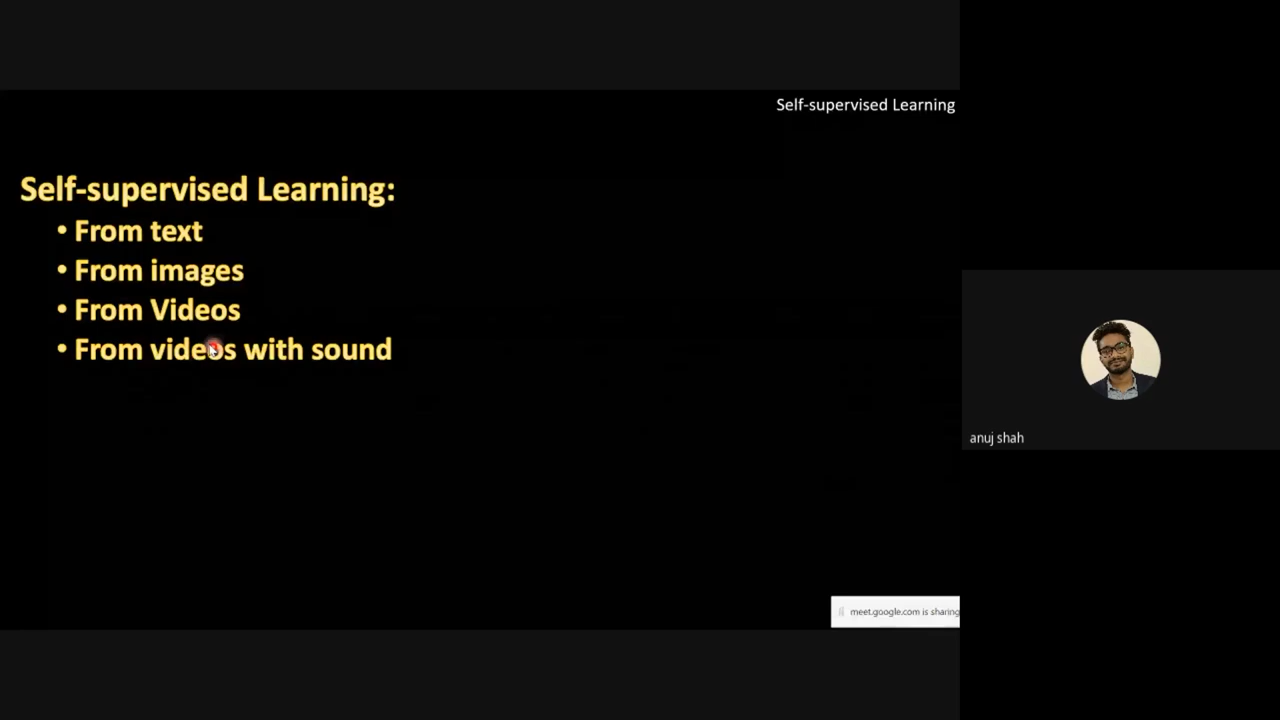 Self-supervised Learning
Self-supervised Learning:
• From text
• From images
• From Videos
• From videos with sound
anuj shah
meet.google.com is sharing